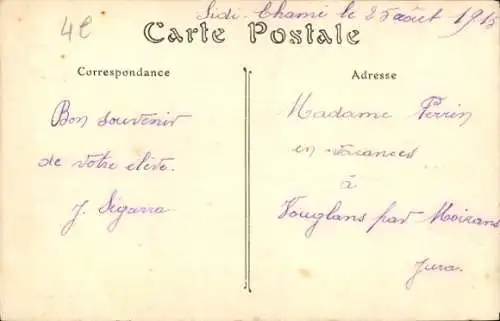 4€
Sidi-Chami le 25 août 1915
Carte Postale
Correspondance
Adresse
Bon souvenir
de votre élève.
J. Sigarra
Madame Perrin
en vacances
à
Vouglans par Moirans
Jura.